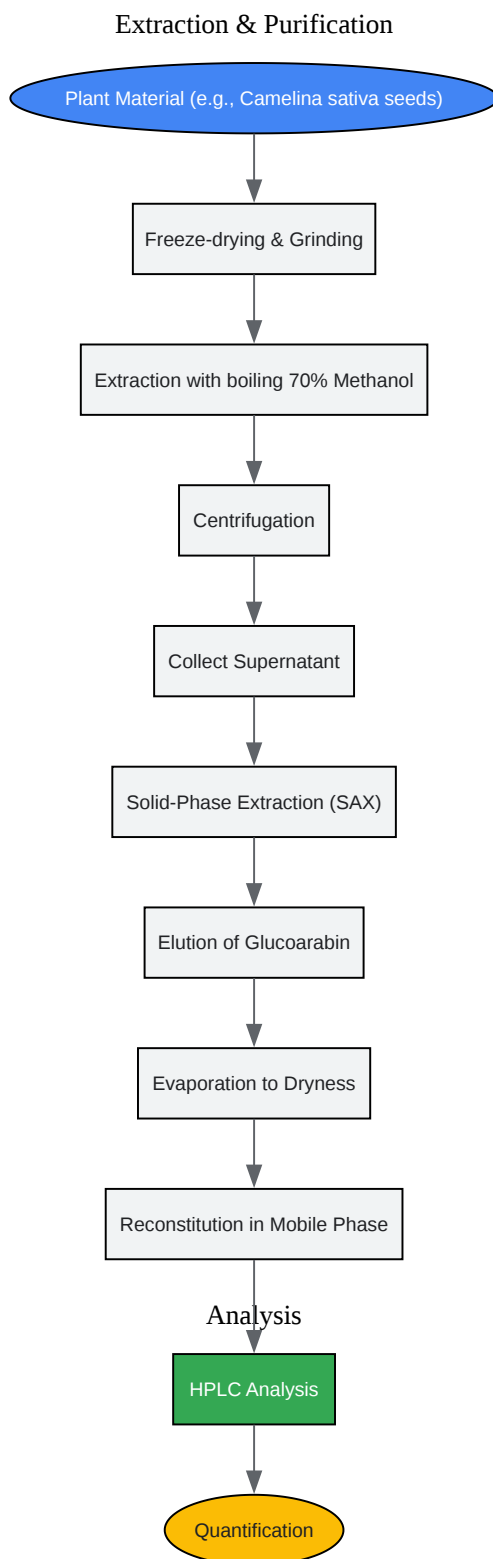 Extraction & Purification
Plant Material (e.g., Camelina sativa seeds)
Freeze-drying & Grinding
Extraction with boiling 70% Methanol
Centrifugation
Collect Supernatant
Solid-Phase Extraction (SAX)
Elution of Glucoarabin
Evaporation to Dryness
Reconstitution in Mobile Phase
Analysis
HPLC Analysis
Quantification